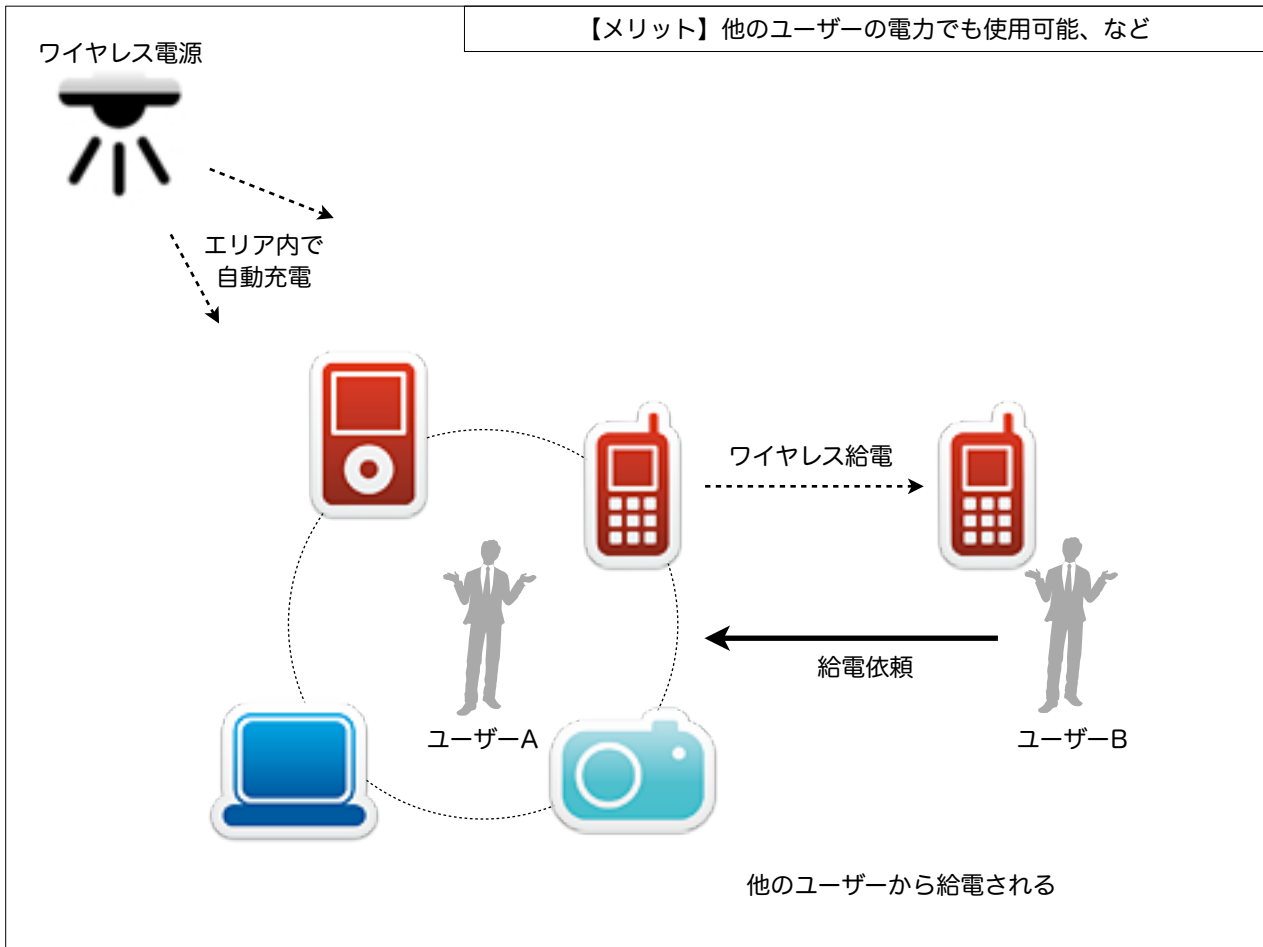 【メリット】他のユーザーの電力でも使用可能、など
ワイヤレス電源
エリア内で
自動充電
ワイヤレス給電
給電依頼
ユーザーA
ユーザーB
他のユーザーから給電される